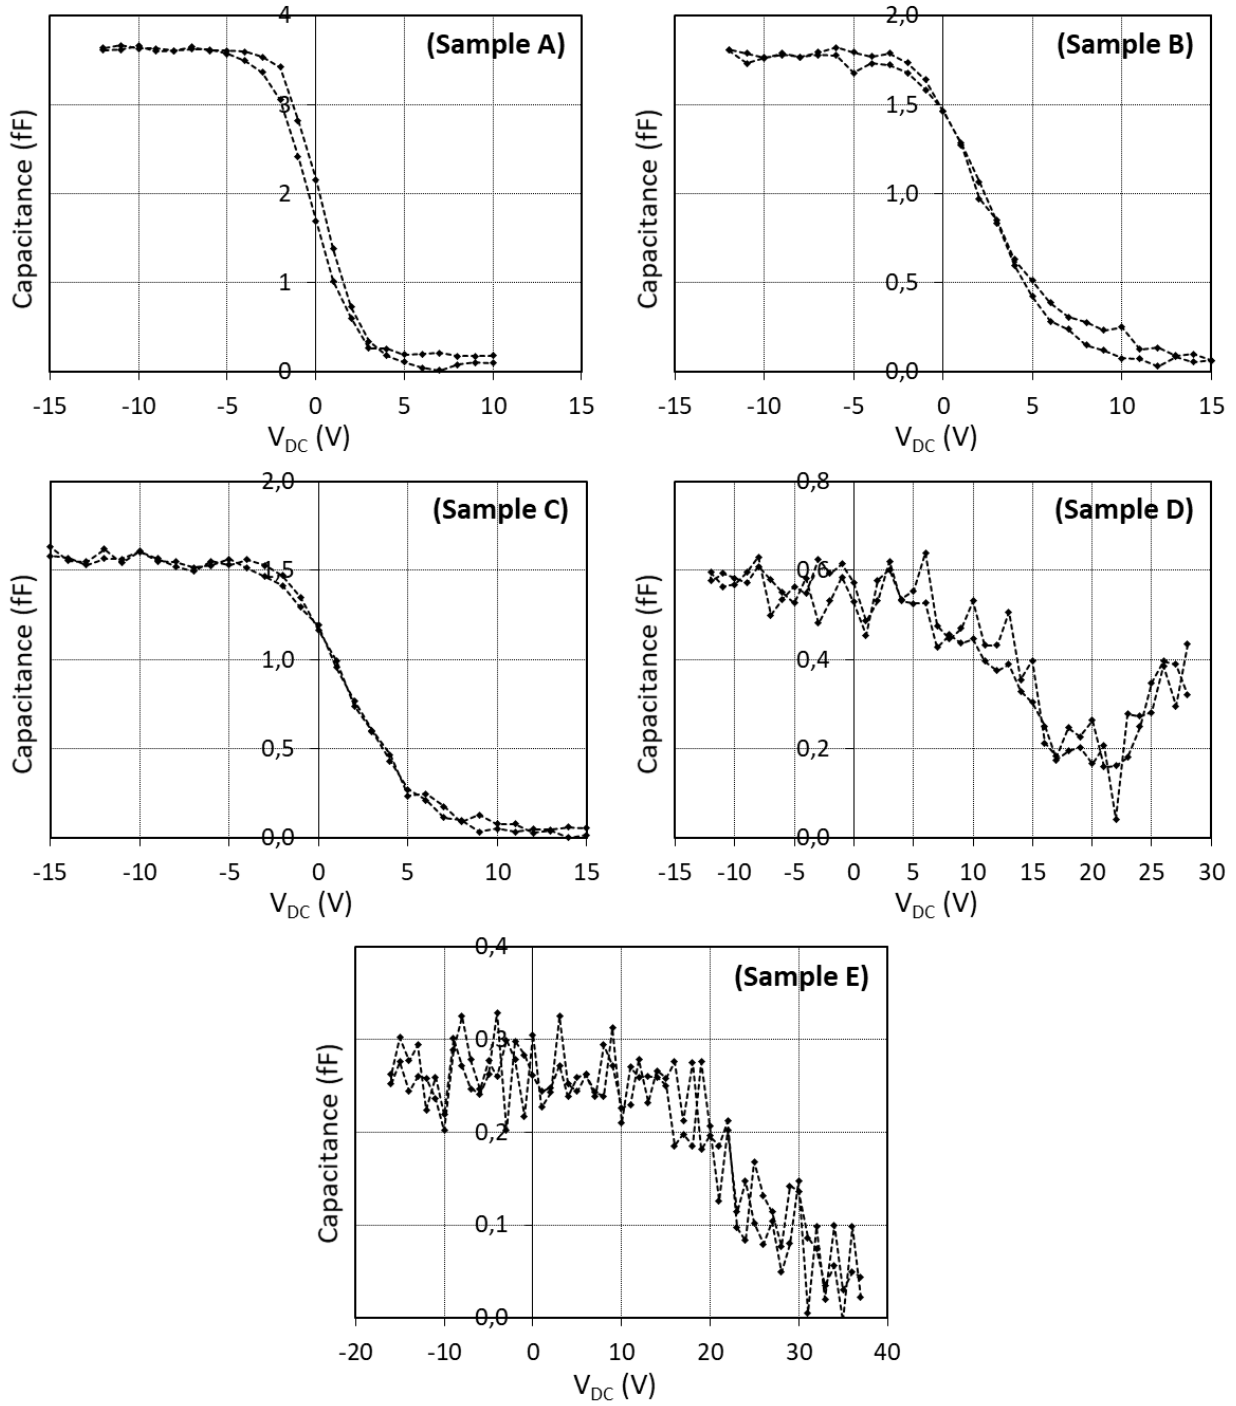 4
(Sample A)
3
2
1
0
Capacitance (fF)
-15 -10 -5 0 5 10 15
V_DC (V)
2,0
(Sample B)
1,5
1,0
0,5
0,0
Capacitance (fF)
-15 -10 -5 0 5 10 15
V_DC (V)
2,0
(Sample C)
1,5
1,0
0,5
0,0
Capacitance (fF)
-15 -10 -5 0 5 10 15
V_DC (V)
0,8
(Sample D)
0,6
0,4
0,2
0,0
Capacitance (fF)
-15 -10 -5 0 5 10 15 20 25 30
V_DC (V)
0,4
(Sample E)
0,3
0,2
0,1
0,0
Capacitance (fF)
-20 -10 0 10 20 30 40
V_DC (V)